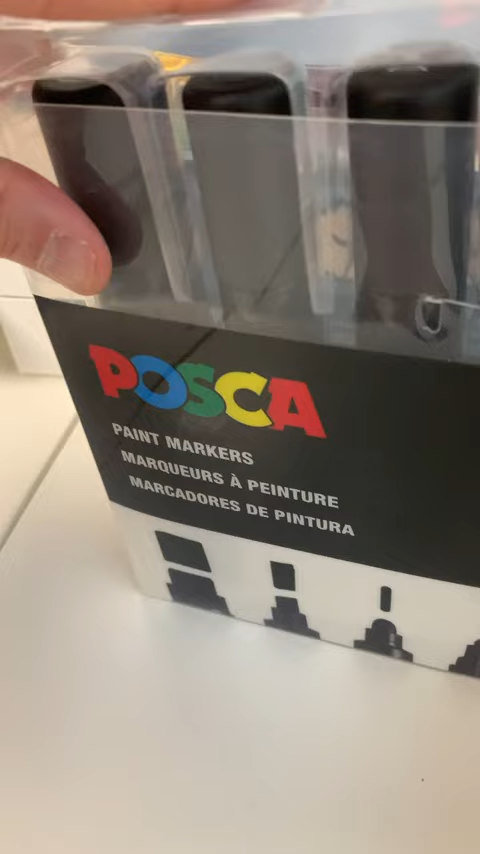 POSCA
PAINT MARKERS
MARQUEURS À PEINTURE
MARCADORES DE PINTURA